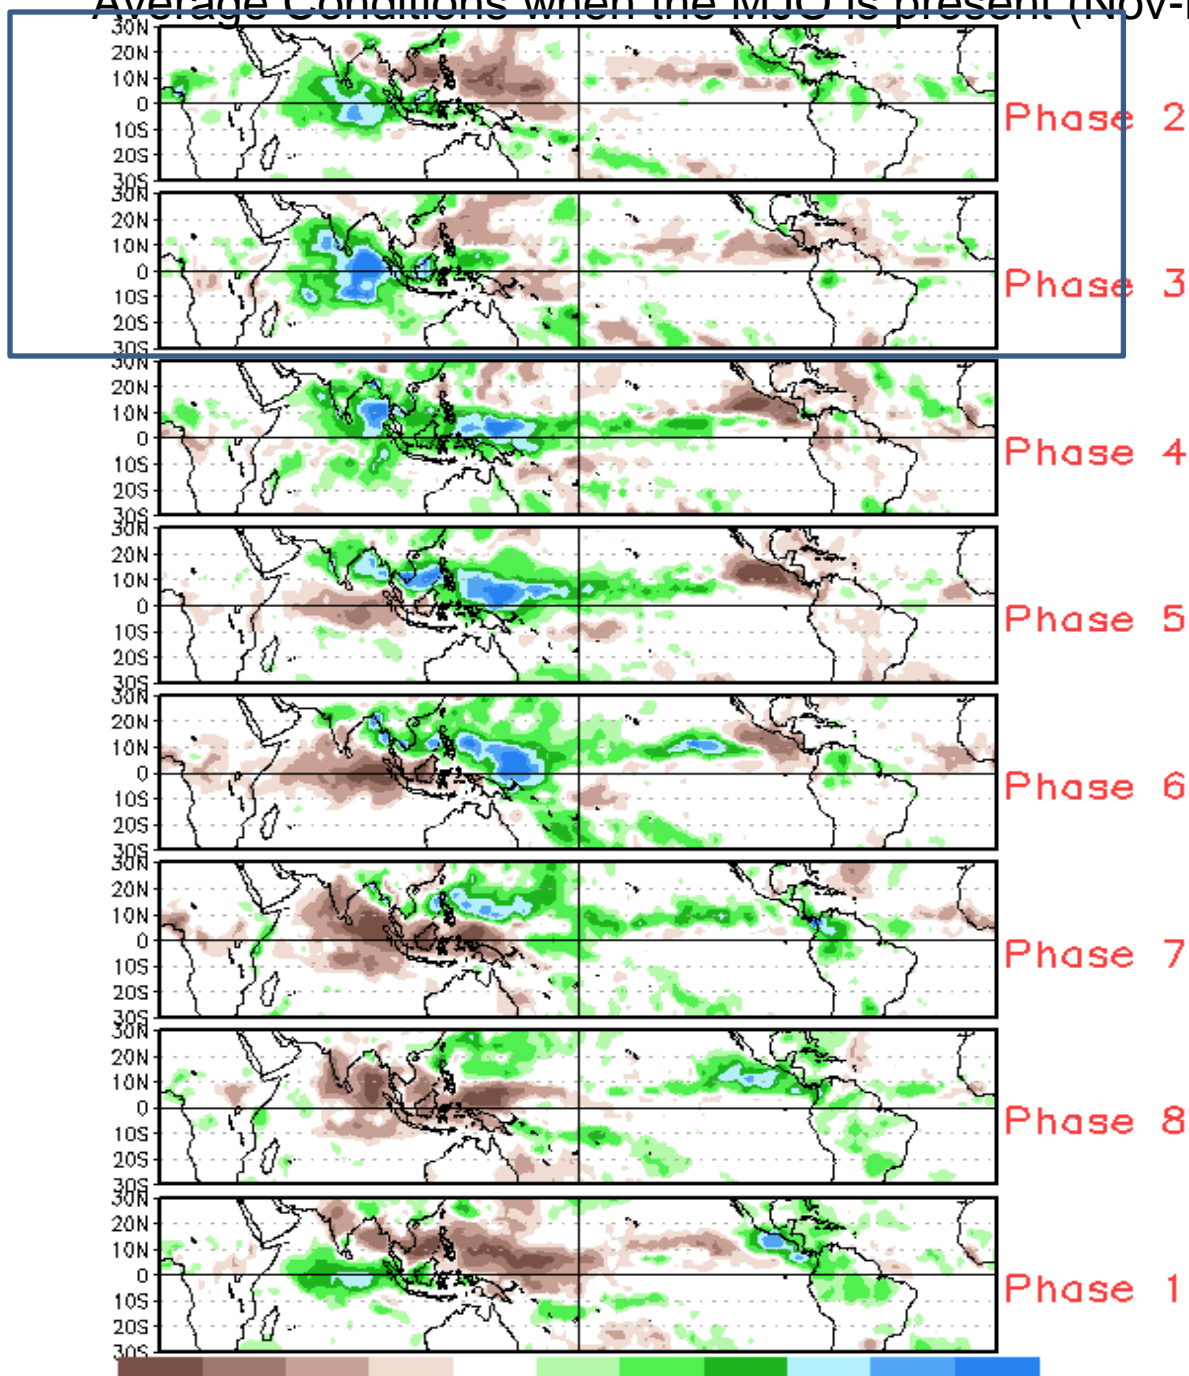 Average Conditions when the MJO is present (Nov-
30N
20N
10N
0
10S
20S
30S
Phase 2
30N
20N
10N
0
10S
20S
30S
Phase 3
30N
20N
10N
0
10S
20S
30S
Phase 4
30N
20N
10N
0
10S
20S
30S
Phase 5
30N
20N
10N
0
10S
20S
30S
Phase 6
30N
20N
10N
0
10S
20S
30S
Phase 7
30N
20N
10N
0
10S
20S
30S
Phase 8
30N
20N
10N
0
10S
20S
30S
Phase 1